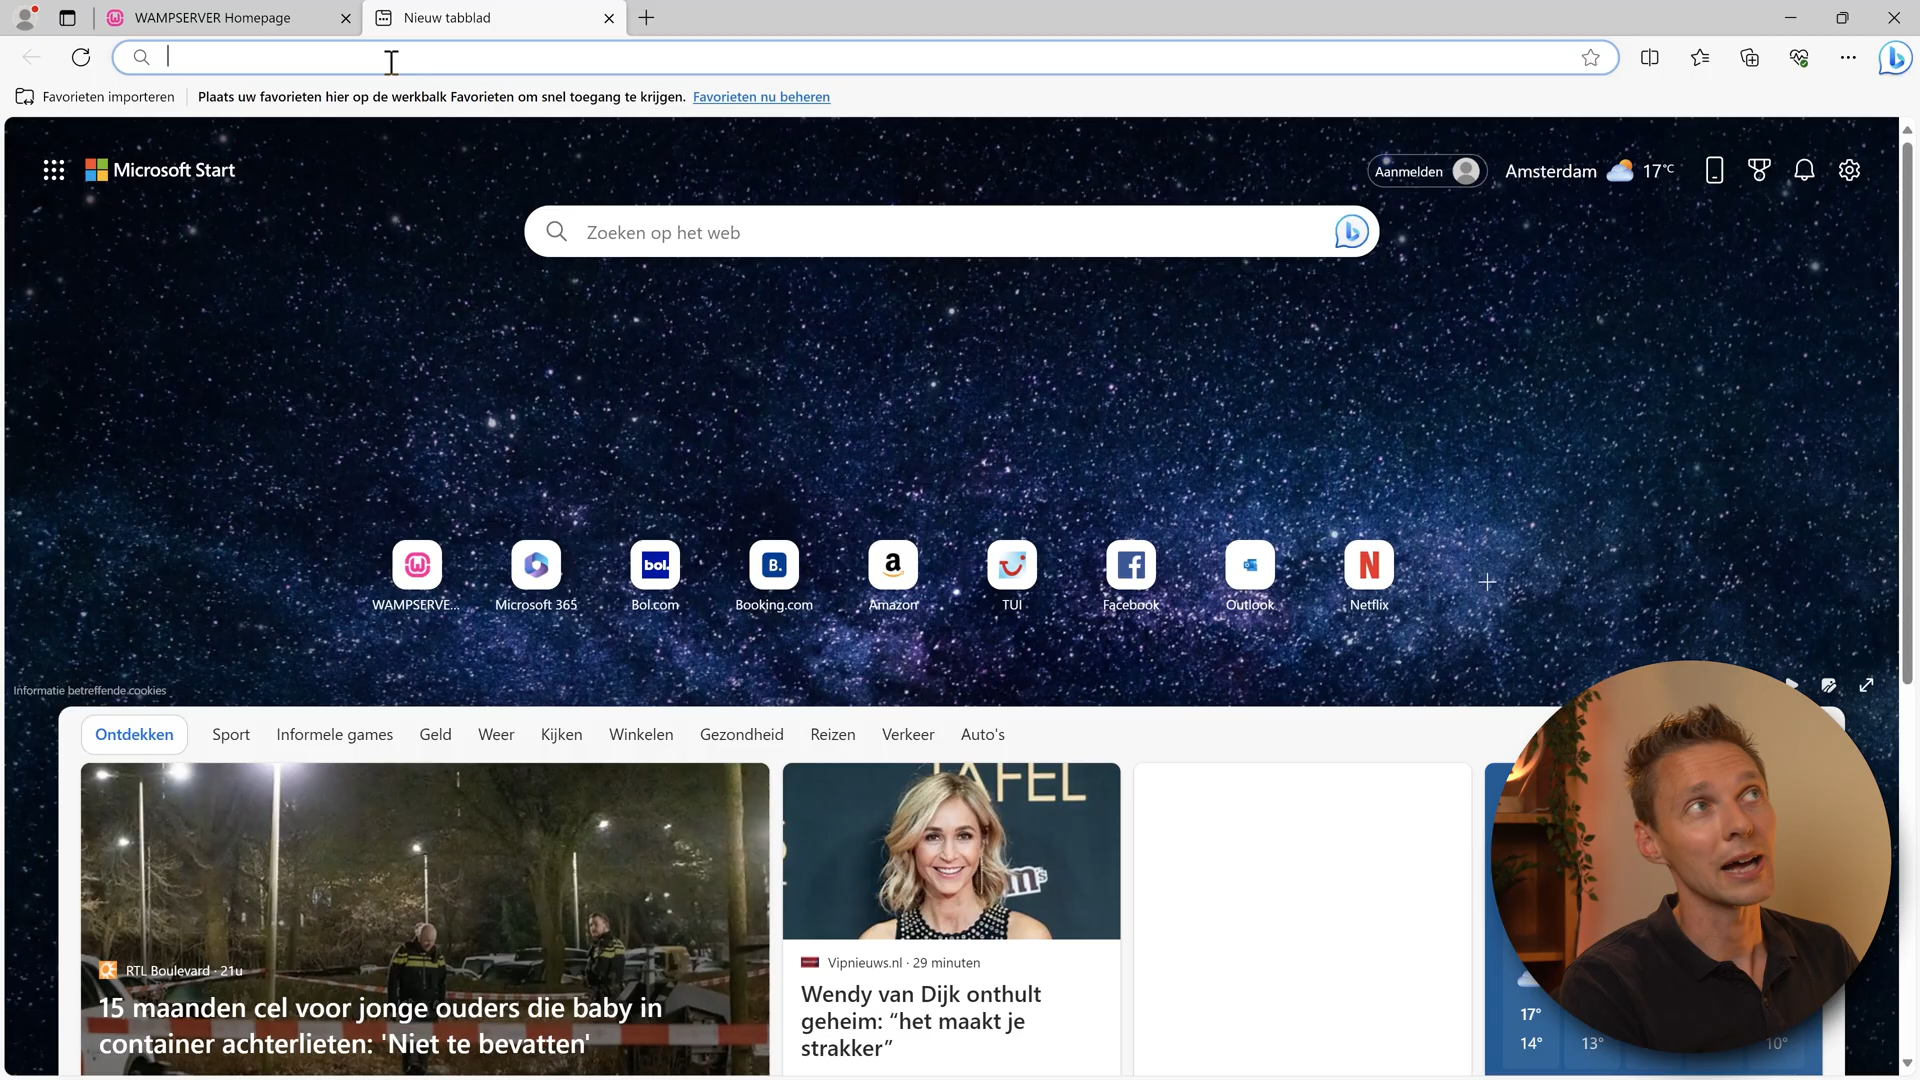 WAMPSERVER Homepage
Nieuw tabblad
Favorieten importeren
Plaats uw favorieten hier op de werkbalk Favorieten om snel toegang te krijgen. Favorieten nu beheren
Microsoft Start
Aanmelden
Amsterdam
17°C
Zoeken op het web
WAMPSERVE...
Microsoft 365
bol.
Bol.com
B.
Booking.com
a
Amazon
TUI
Facebook
Outlook
N
Netflix
Informatie betreffende cookies
Ontdekken
Sport
Informele games
Geld
Weer
Kijken
Winkelen
Gezondheid
Reizen
Verkeer
Auto's
RTL Boulevard · 21u
15 maanden cel voor jonge ouders die baby in
container achterlieten: 'Niet te bevatten'
TAFEL
Vipnieuws.nl · 29 minuten
Wendy van Dijk onthult
geheim: “het maakt je
strakker”
17°
14°
13°
10°